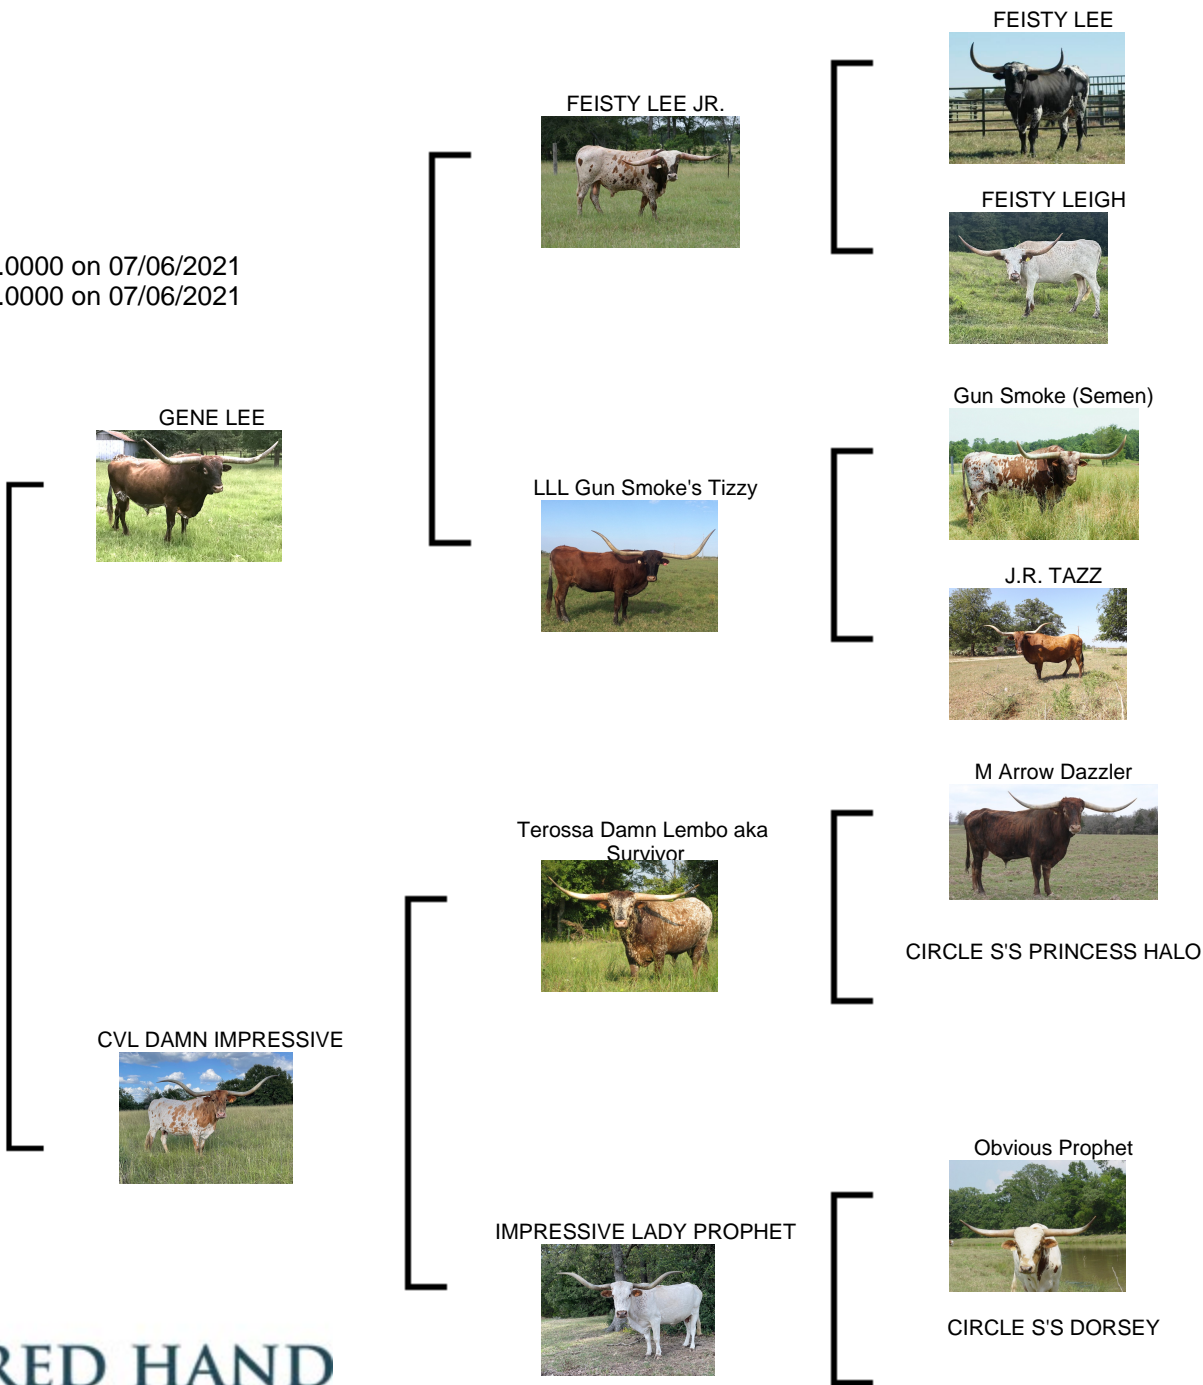 FEISTY LEE
FEISTY LEE JR.
FEISTY LEIGH
.0000 on 07/06/2021
.0000 on 07/06/2021
GENE LEE
Gun Smoke (Semen)
LLL Gun Smoke's Tizzy
J.R. TAZZ
M Arrow Dazzler
Terossa Damn Lembo aka
Survivor
CIRCLE S'S PRINCESS HALO
CVL DAMN IMPRESSIVE
Obvious Prophet
IMPRESSIVE LADY PROPHET
CIRCLE S'S DORSEY
RED HAND